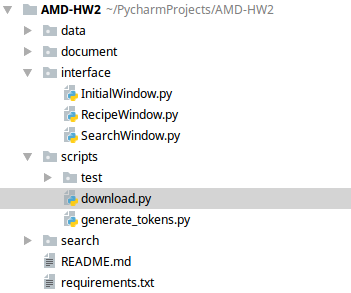 AMD-HW2 ~/PycharmProjects/AMD-HW2
data
document
interface
InitialWindow.py
RecipeWindow.py
SearchWindow.py
scripts
test
download.py
generate_tokens.py
search
README.md
requirements.txt